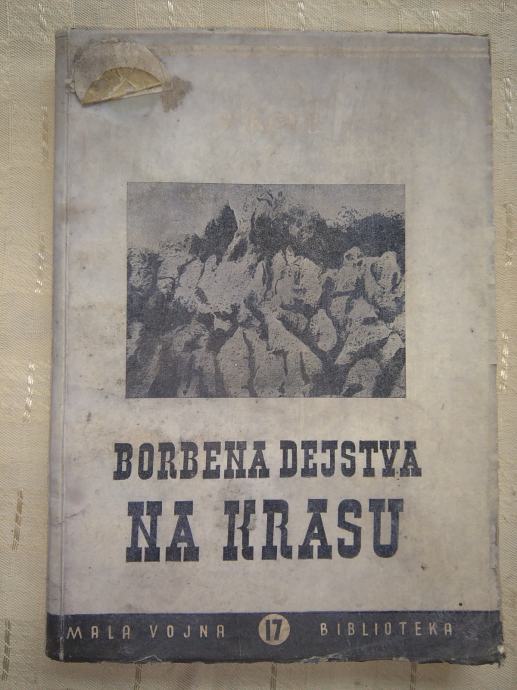 BORBENA DEJSTVA
NA KRASU
MALA VOJNA 17 BIBLIOTEKA